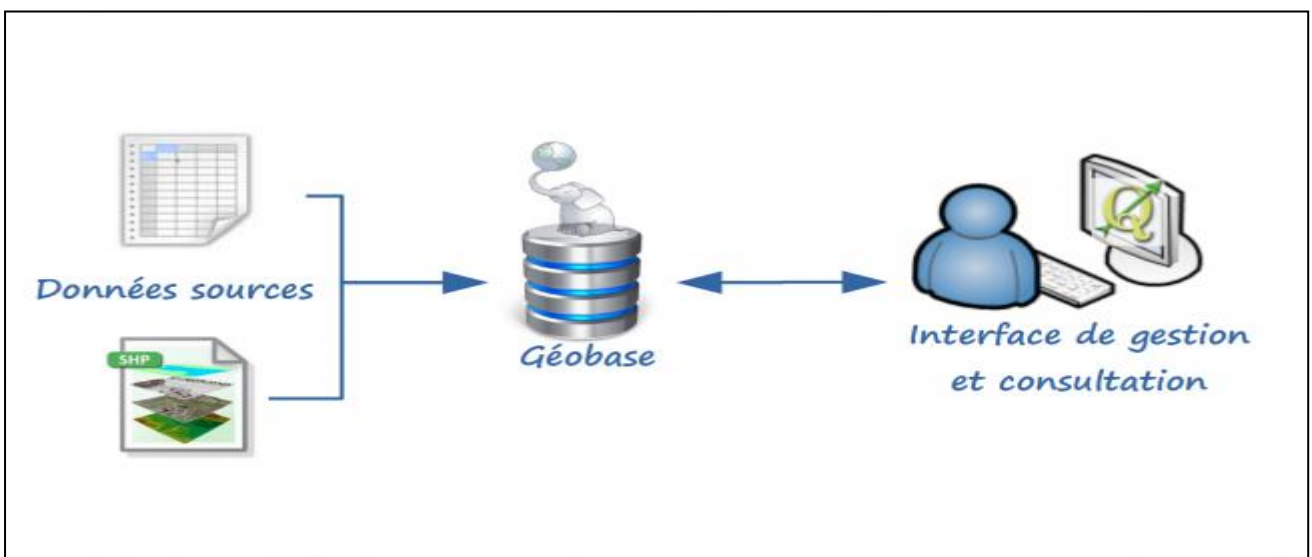 Données sources
SHP
Géobase
Q
Interface de gestion
et consultation